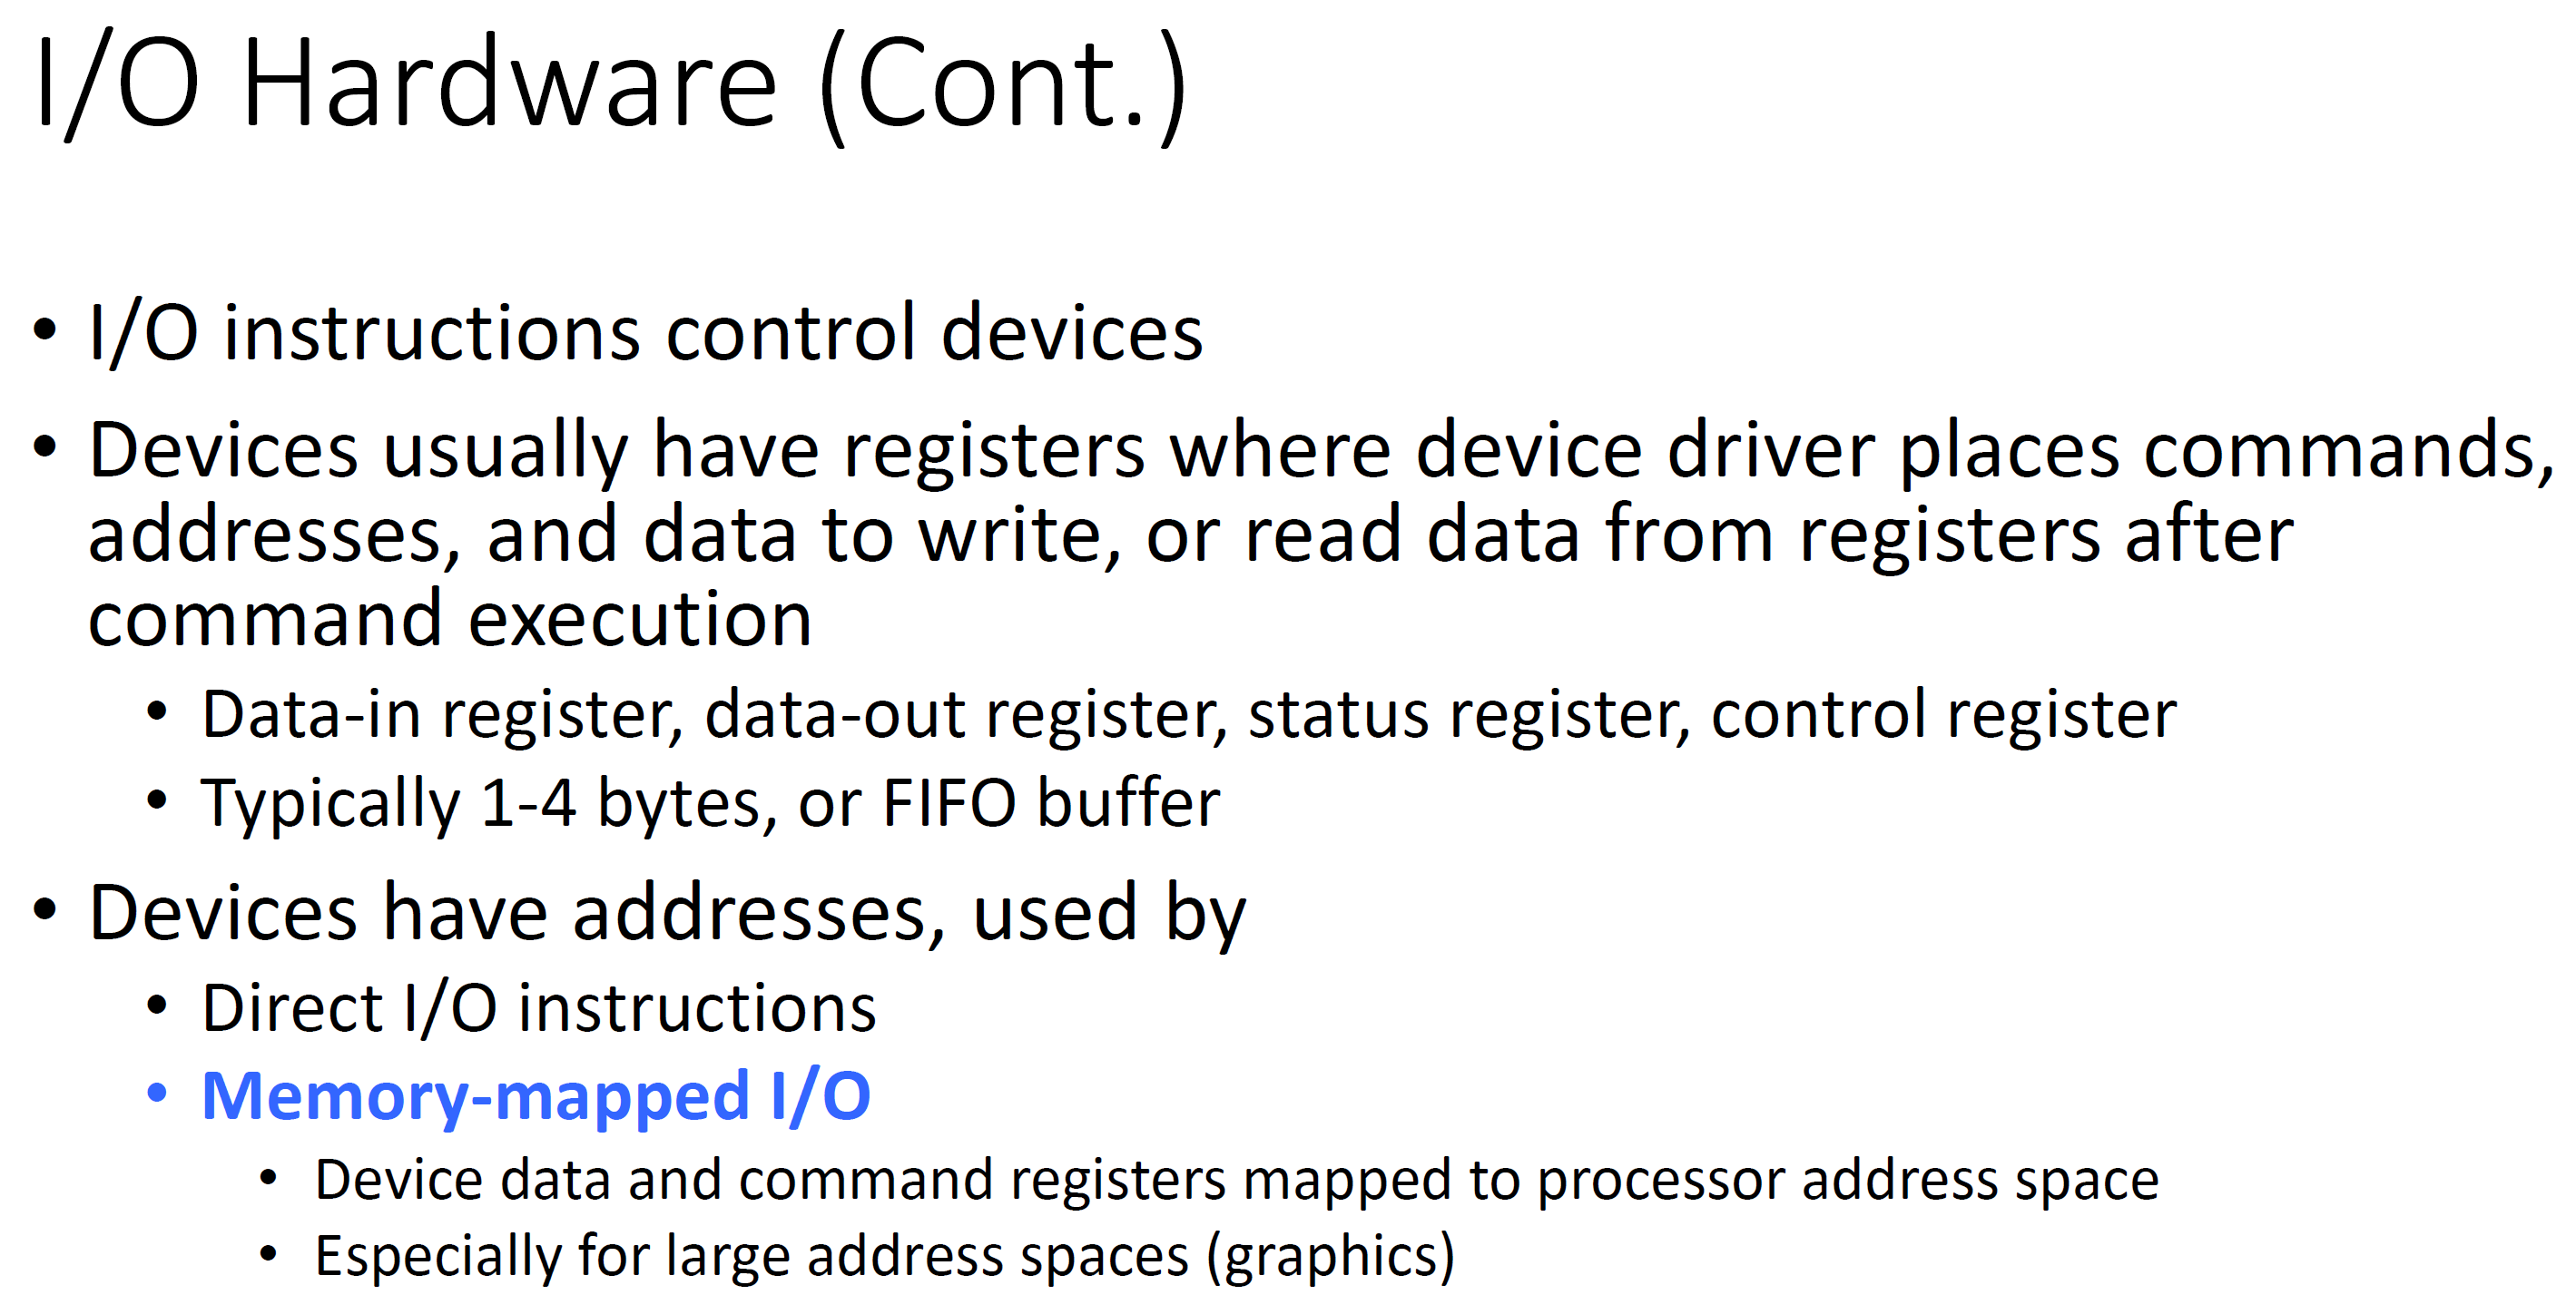 I/O Hardware (Cont.)
• I/O instructions control devices
• Devices usually have registers where device driver places commands,
addresses, and data to write, or read data from registers after
command execution
• Data-in register, data-out register, status register, control register
• Typically 1-4 bytes, or FIFO buffer
• Devices have addresses, used by
• Direct I/O instructions
• Memory-mapped I/O
• Device data and command registers mapped to processor address space
• Especially for large address spaces (graphics)